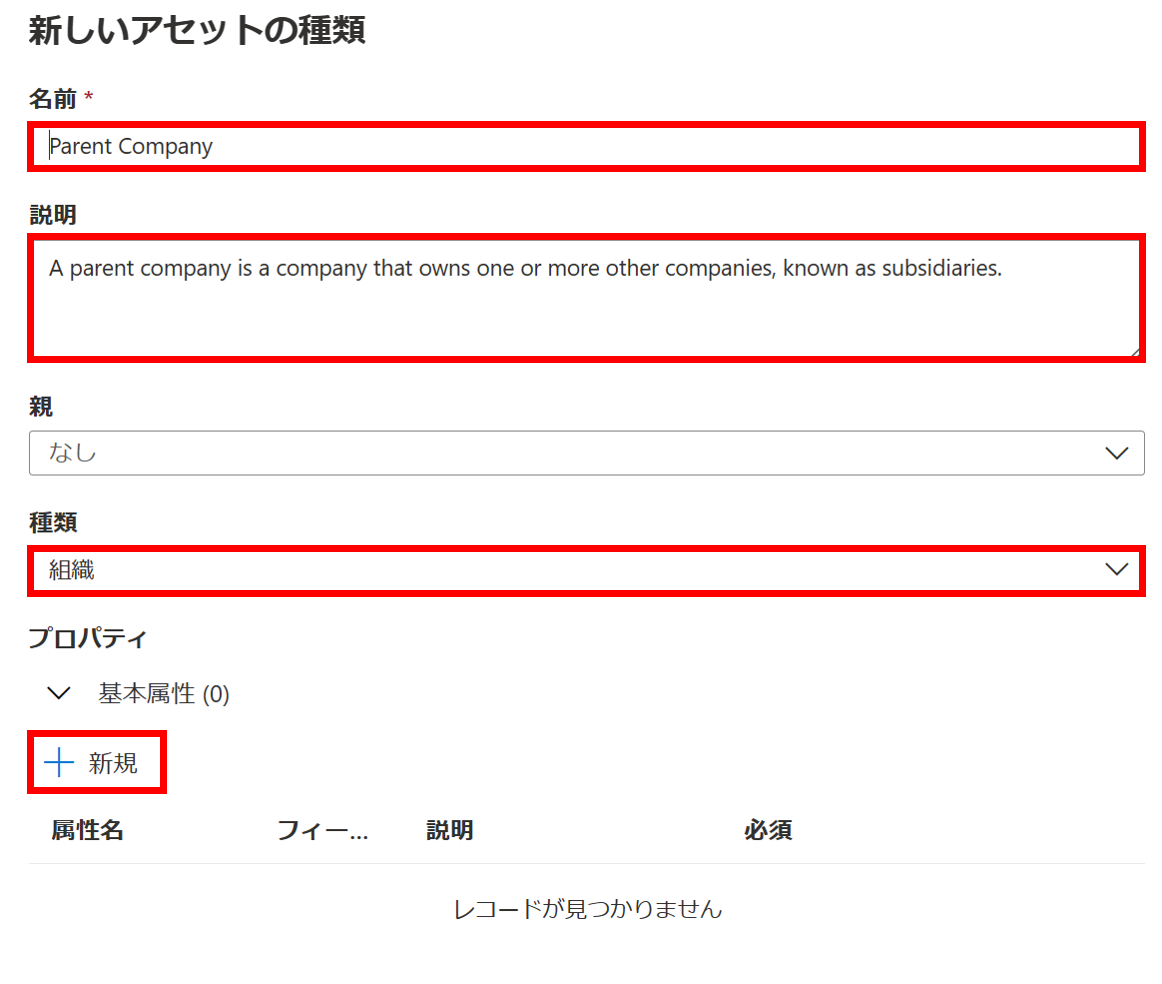 新しいアセットの種類
名前 *
Parent Company
説明
A parent company is a company that owns one or more other companies, known as subsidiaries.
親
なし
種類
組織
プロパティ
基本属性 (0)
新規
属性名 フィー... 説明 必須
レコードが見つかりません